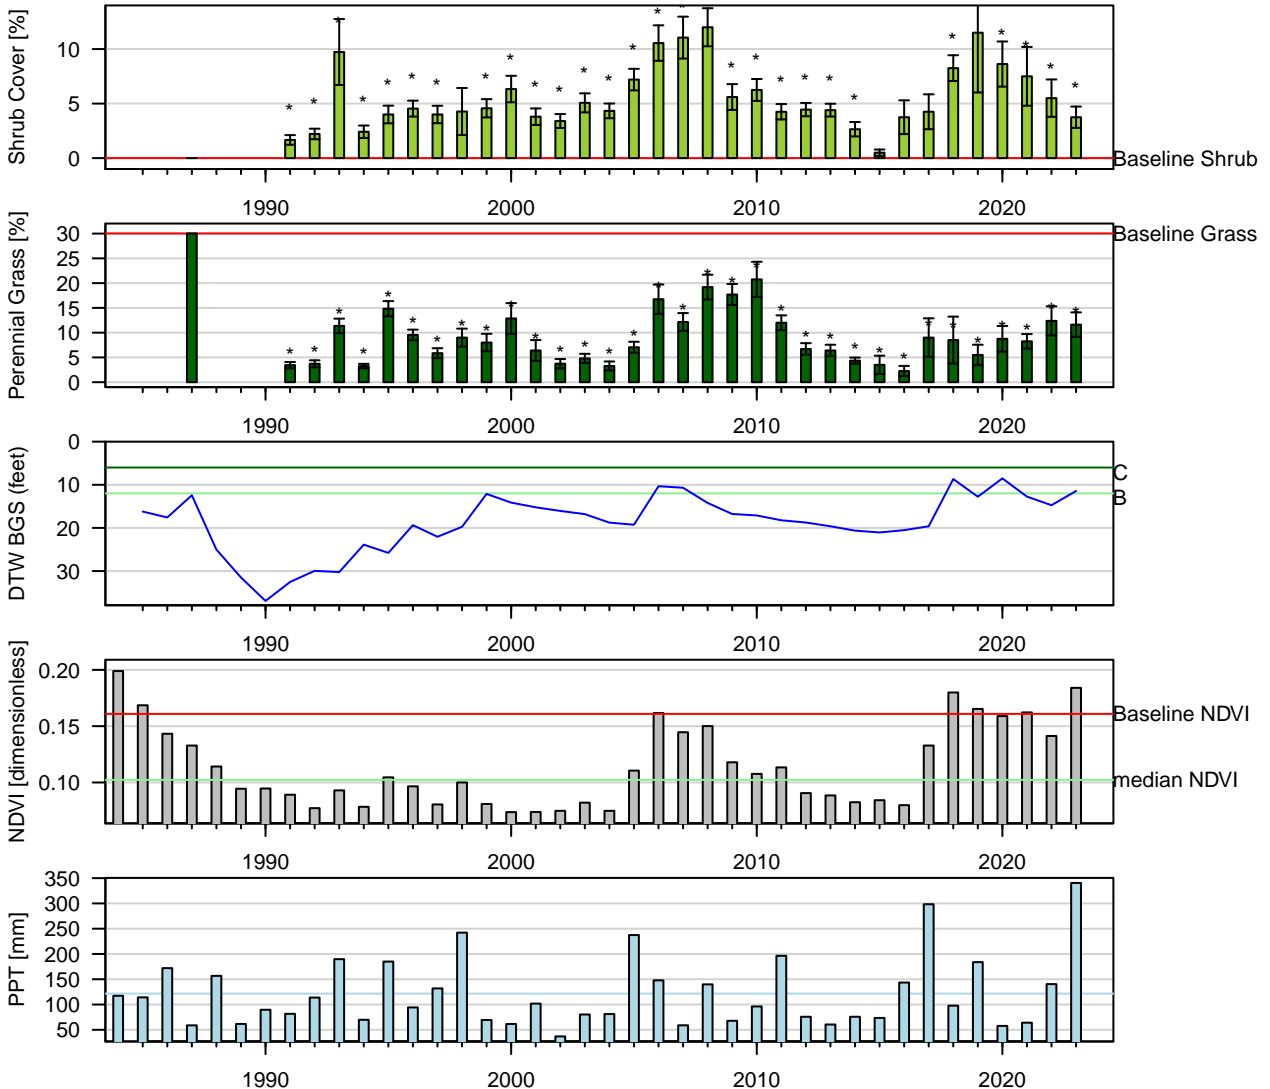 Shrub Cover [%]
10
5
0
Baseline Shrub
1990 2000 2010 2020
Perennial Grass [%]
30
25
20
15
10
5
0
Baseline Grass
1990 2000 2010 2020
DTW BGS (feet)
0
10
20
30
C
B
1990 2000 2010 2020
NDVI [dimensionless]
0.20
0.15
0.10
Baseline NDVI
median NDVI
1990 2000 2010 2020
PPT [mm]
350
300
250
200
150
100
50
1990 2000 2010 2020